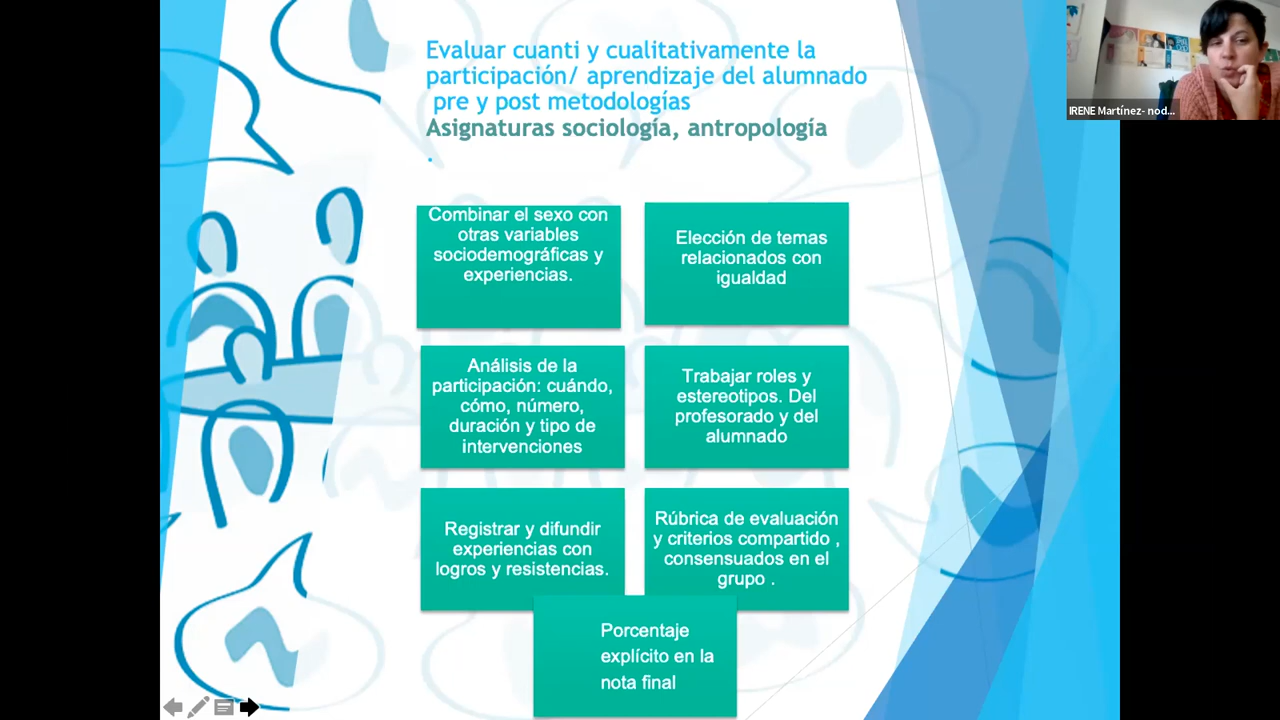 Evaluar cuanti y cualitativamente la
participación/ aprendizaje del alumnado
pre y post metodologías
Asignaturas sociología, antropología
.
Combinar el sexo con
otras variables
sociodemográficas y
experiencias.
Elección de temas
relacionados con
igualdad
Análisis de la
participación: cuándo,
cómo, número,
duración y tipo de
intervenciones
Trabajar roles y
estereotipos. Del
profesorado y del
alumnado
Registrar y difundir
experiencias con
logros y resistencias.
Rúbrica de evaluación
y criterios compartido ,
consensuados en el
grupo .
Porcentaje
explícito en la
nota final
IRENE Martínez- nod...